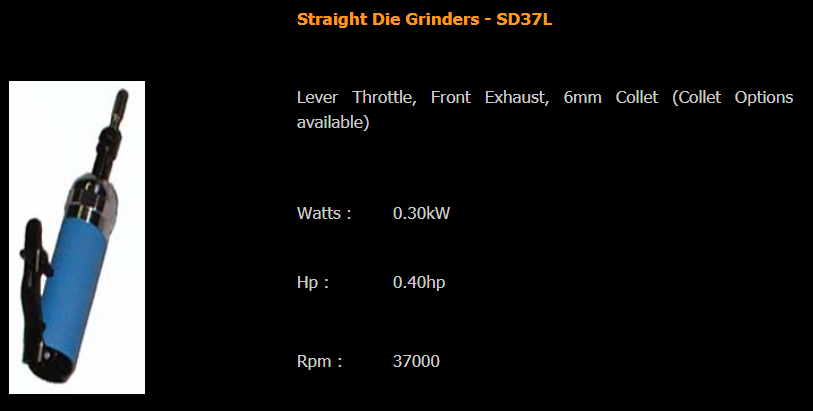 Straight Die Grinders - SD37L
Lever Throttle, Front Exhaust, 6mm Collet (Collet Options
available)
Watts : 0.30kW
Hp : 0.40hp
Rpm : 37000